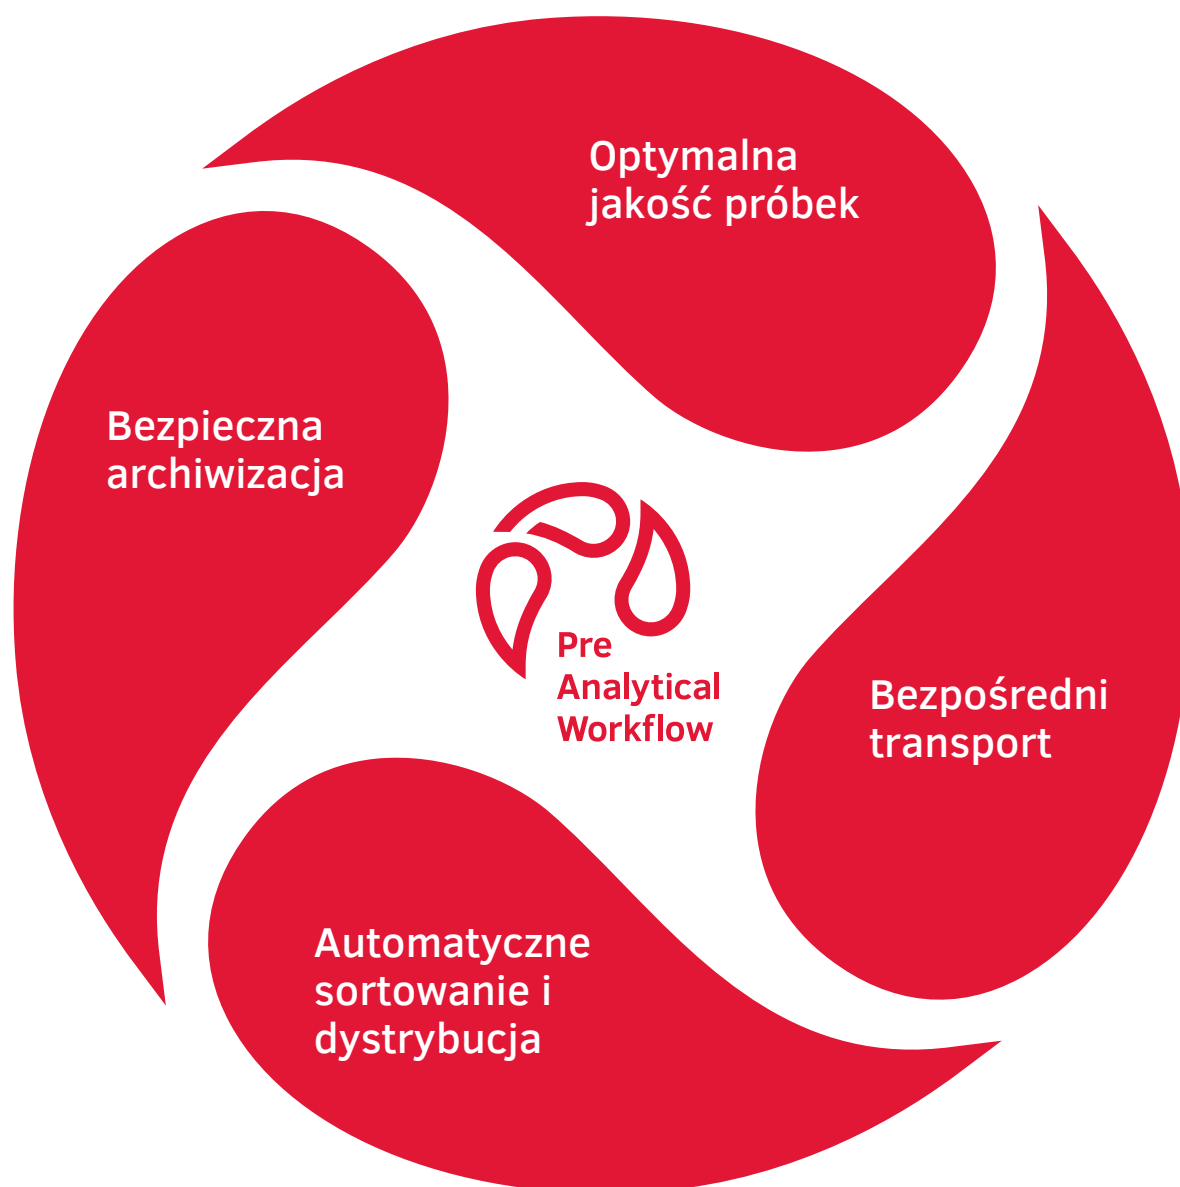 Optymalna
jakość próbek
Bezpieczna
archiwizacja
Pre
Analytical
Workflow
Bezpośredni
transport
Automatyczne
sortowanie i
dystrybucja